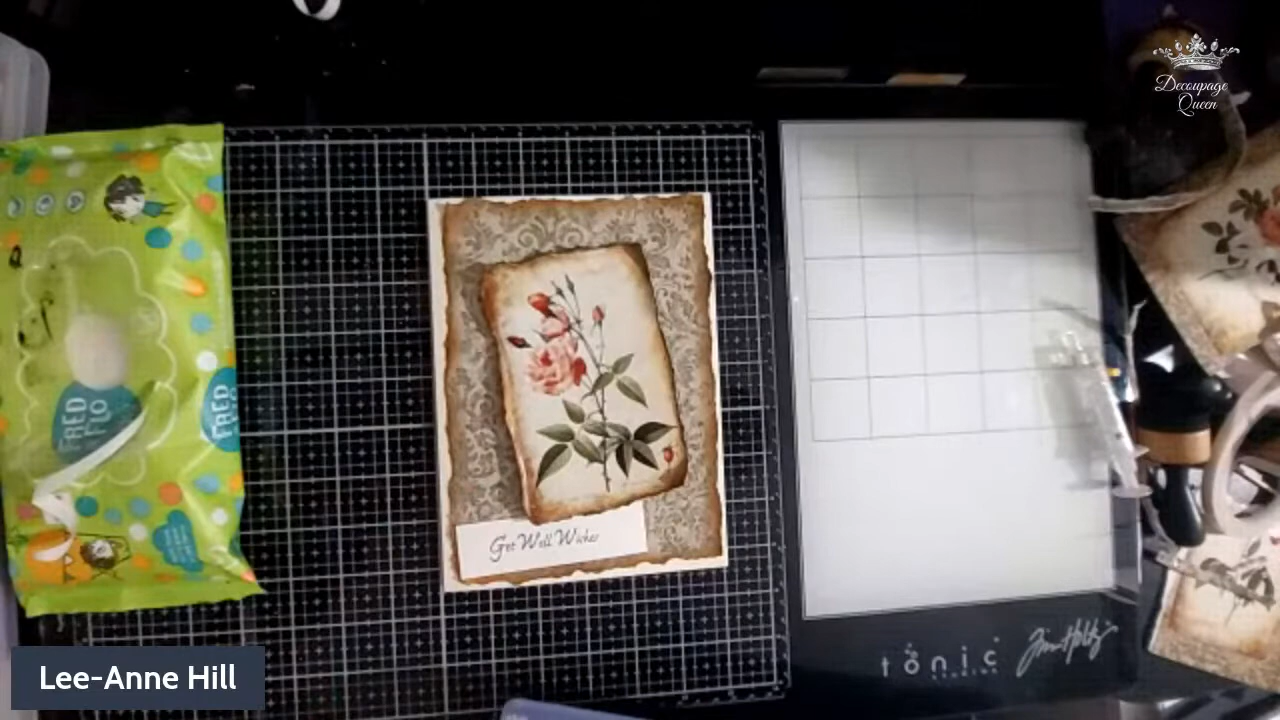 Decoupage
Queen
FRED
FLO
FRED
Get Well Wishes
tonic
Tim Holtz
Lee-Anne Hill